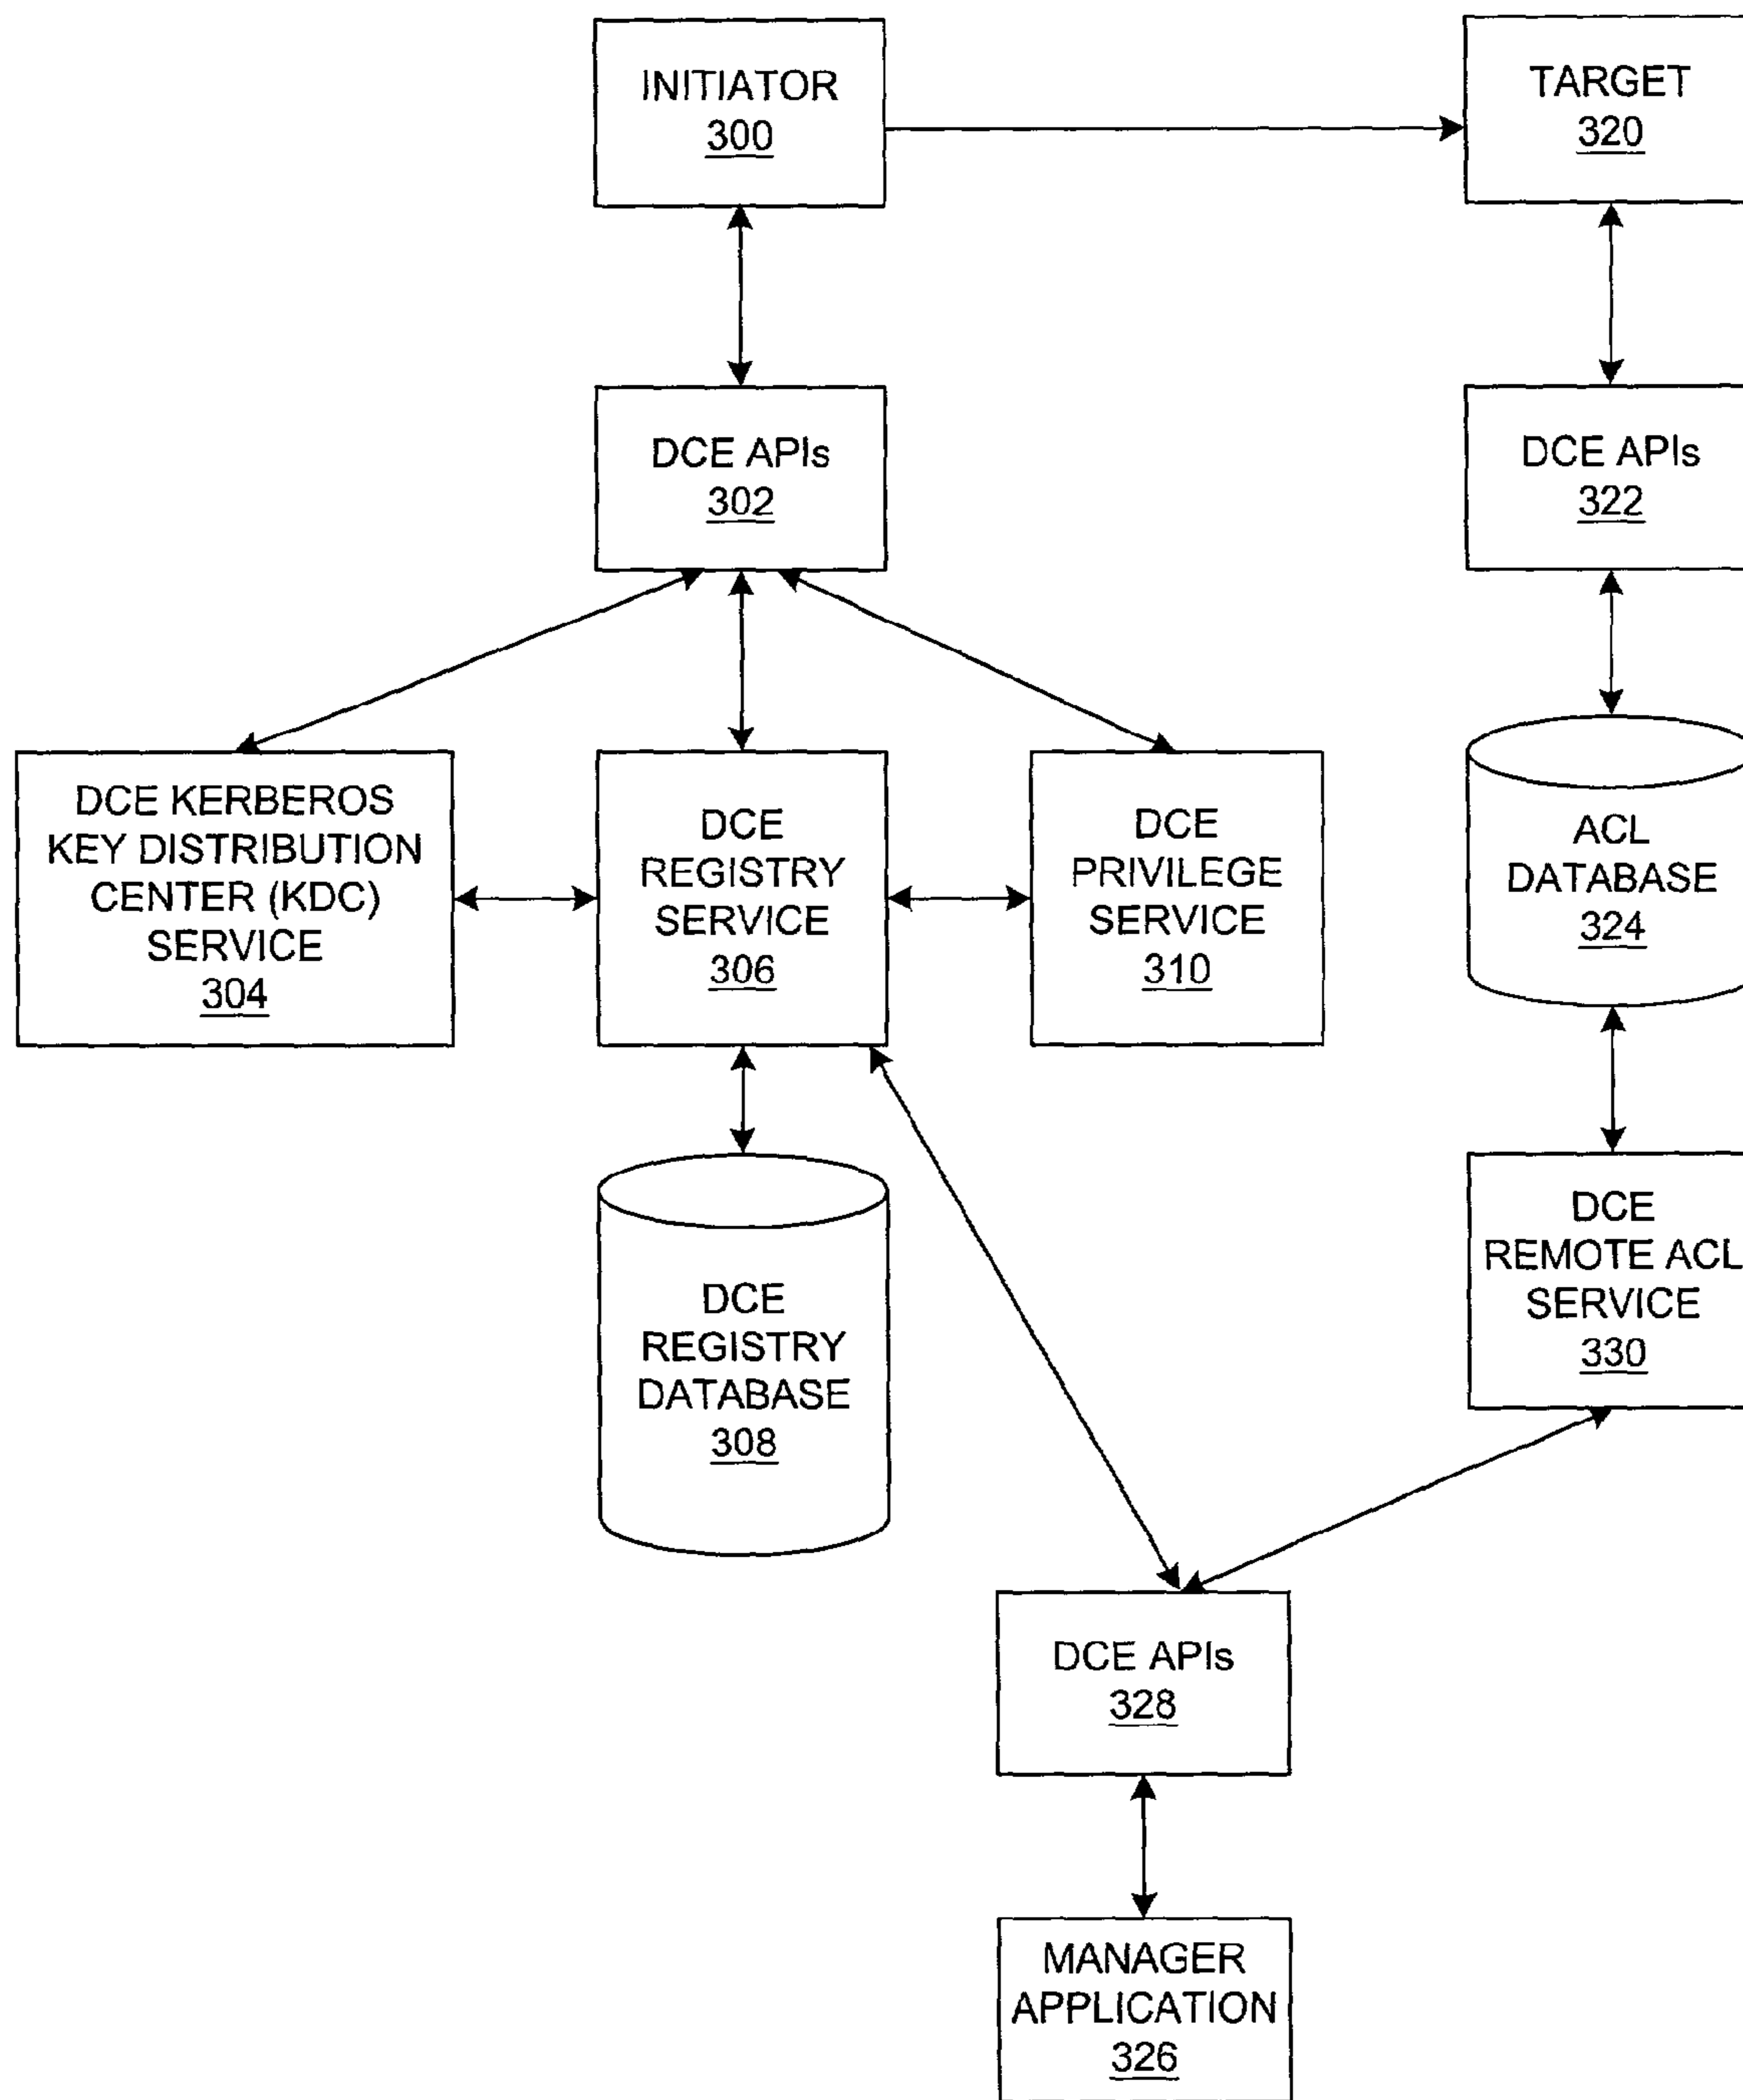 INITIATOR
300
TARGET
320
DCE APIs
302
DCE APIs
322
DCE KERBEROS
KEY DISTRIBUTION
CENTER (KDC)
SERVICE
304
DCE
REGISTRY
SERVICE
306
DCE
PRIVILEGE
SERVICE
310
ACL
DATABASE
324
DCE
REGISTRY
DATABASE
308
DCE
REMOTE ACL
SERVICE
330
DCE APIs
328
MANAGER
APPLICATION
326